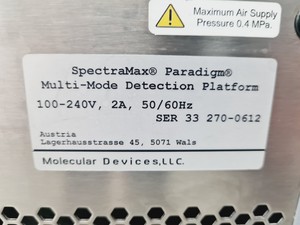 Maximum Air Supply
Pressure 0.4 MPa.
SpectraMax® Paradigm®
Multi-Mode Detection Platform
100-240V, 2A, 50/60Hz
SER 33 270-0612
Austria
Lagerhausstrasse 45, 5071 Wals
Molecular Devices,LLC.